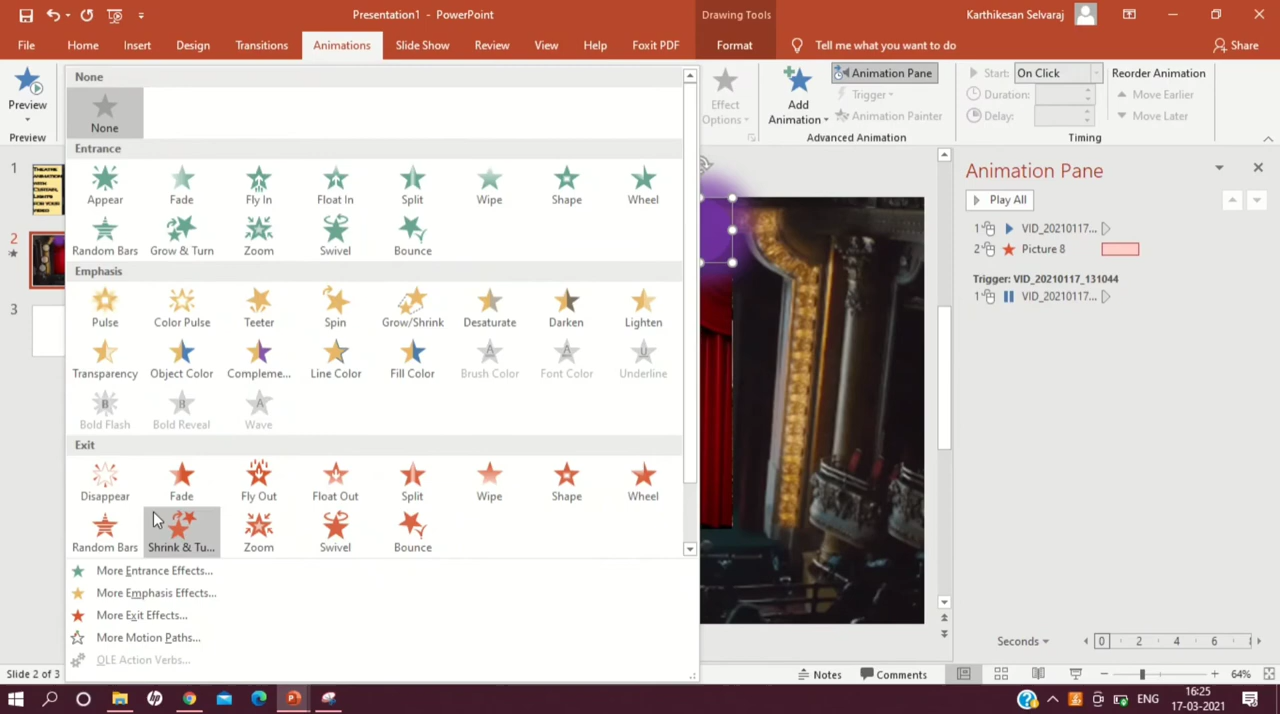 Presentation1 - PowerPoint
Drawing Tools
Karthikesan Selvaraj
File Home Insert Design Transitions Animations Slide Show Review View Help Foxit PDF Format Tell me what you want to do Share
Preview
Preview
None
None
Entrance
Appear Fade Fly In Float In Split Wipe Shape Wheel
Random Bars Grow & Turn Zoom Swivel Bounce
Emphasis
Pulse Color Pulse Teeter Spin Grow/Shrink Desaturate Darken Lighten
Transparency Object Color Compleme... Line Color Fill Color Brush Color Font Color Underline
Bold Flash Bold Reveal Wave
Exit
Disappear Fade Fly Out Float Out Split Wipe Shape Wheel
Random Bars Shrink & Tu... Zoom Swivel Bounce
More Entrance Effects...
More Emphasis Effects...
More Exit Effects...
More Motion Paths...
OLE Action Verbs...
Effect
Options
Add
Animation
Animation Pane
Trigger
Animation Painter
Advanced Animation
Start: On Click
Duration:
Delay:
Timing
Reorder Animation
Move Earlier
Move Later
1
THEATRE
ANIMATION
WITH
CURTAIN,
LIGHTS
FOR YOUR
VIDEO
2
3
Animation Pane
Play All
1 VID_20210117...
2 Picture 8
Trigger: VID_20210117_131044
1 VID_20210117...
Seconds 0 2 4 6
Slide 2 of 3
Notes Comments 64%
ENG
16:25
17-03-2021